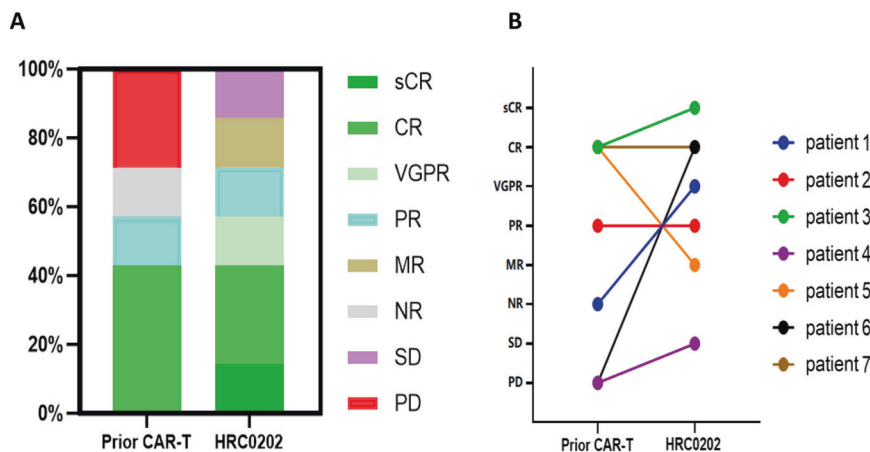 A
100%
80%
60%
40%
20%
0%
Prior CAR-T HRC0202
sCR
CR
VGPR
PR
MR
NR
SD
PD
B
sCR
CR
VGPR
PR
MR
NR
SD
PD
Prior CAR-T HRC0202
patient 1
patient 2
patient 3
patient 4
patient 5
patient 6
patient 7